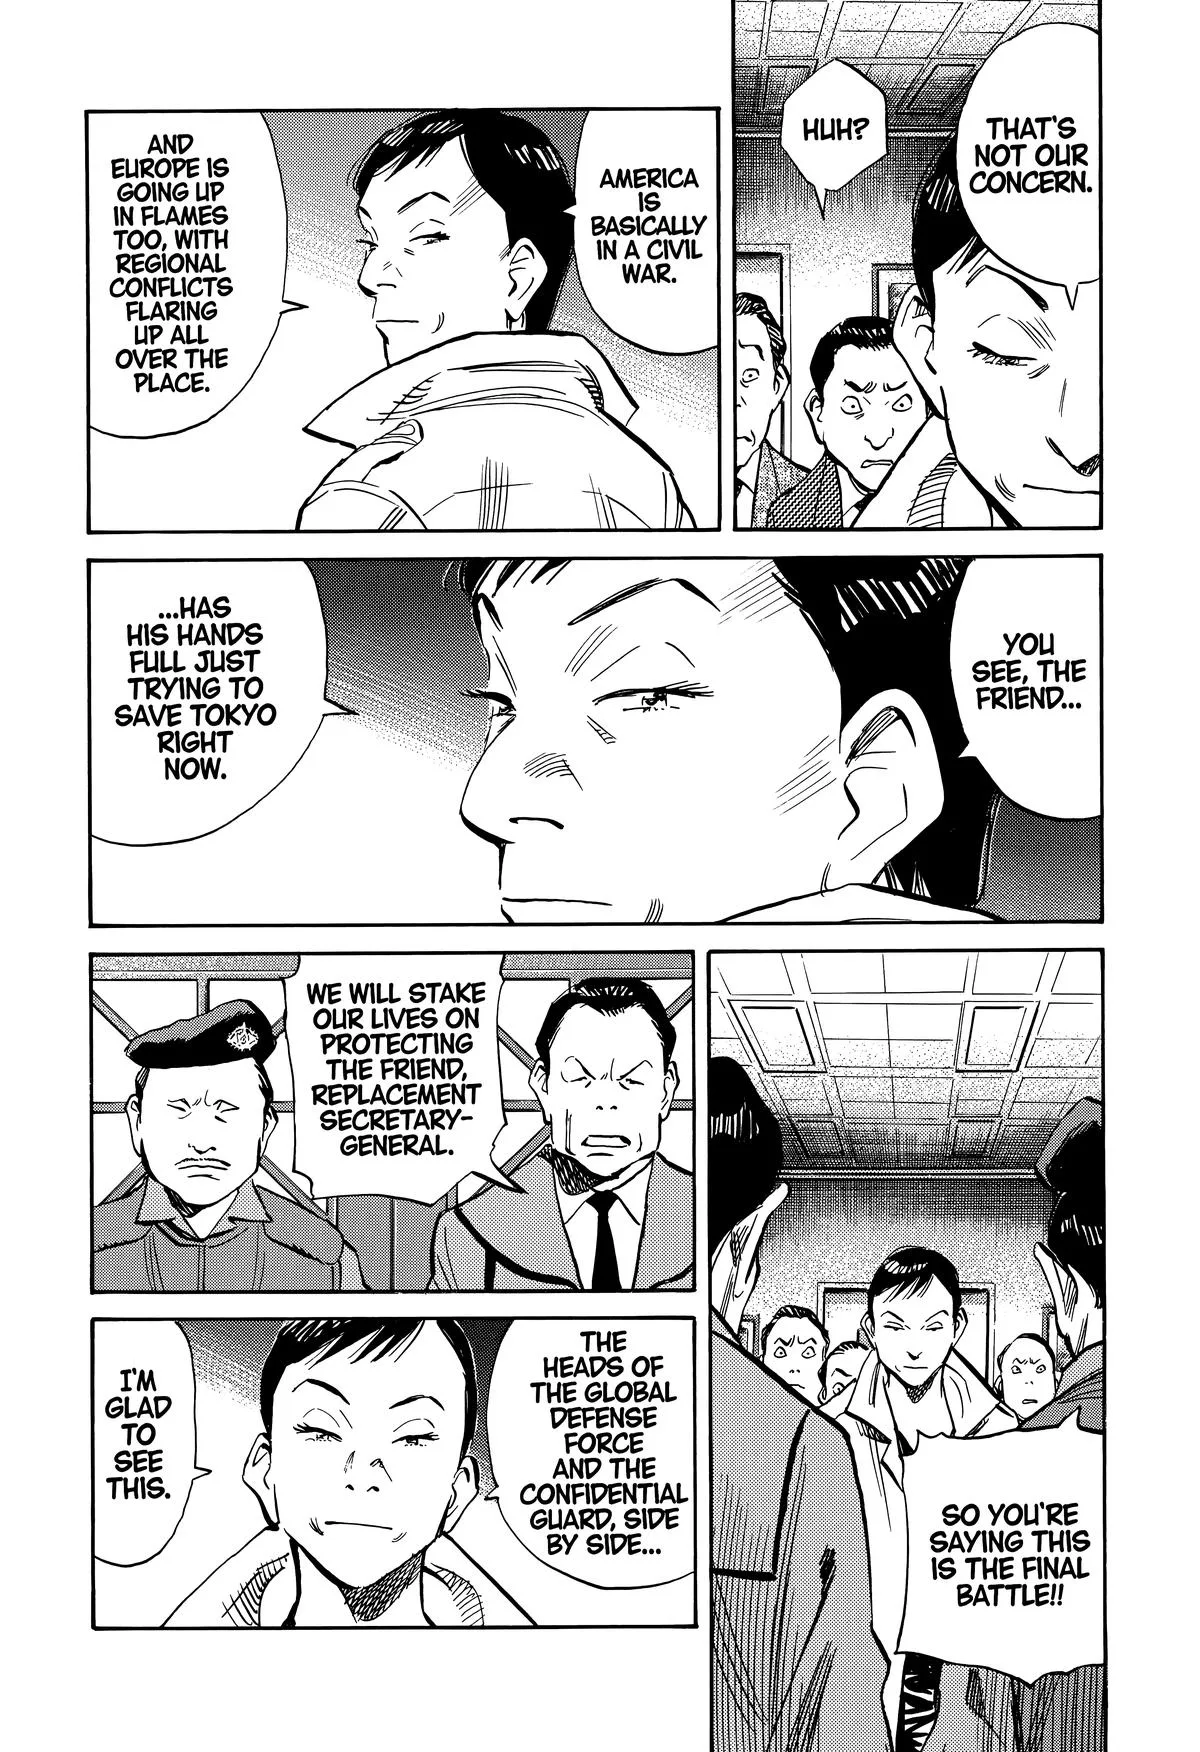 THAT'S
NOT OUR
CONCERN.
HUH?
AMERICA
IS
BASICALLY
IN A CIVIL
WAR.
AND
EUROPE IS
GOING UP
IN FLAMES
TOO, WITH
REGIONAL
CONFLICTS
FLARING
UP ALL
OVER THE
PLACE.
YOU
SEE, THE
FRIEND...
...HAS
HIS HANDS
FULL JUST
TRYING TO
SAVE TOKYO
RIGHT
NOW.
SO YOU'RE
SAYING THIS
IS THE FINAL
BATTLE!!
WE WILL STAKE
OUR LIVES ON
PROTECTING
THE FRIEND,
REPLACEMENT
SECRETARY-
GENERAL.
THE
HEADS OF
THE GLOBAL
DEFENSE
FORCE
AND THE
CONFIDENTIAL
GUARD, SIDE
BY SIDE...
I'M
GLAD
TO
SEE
THIS.